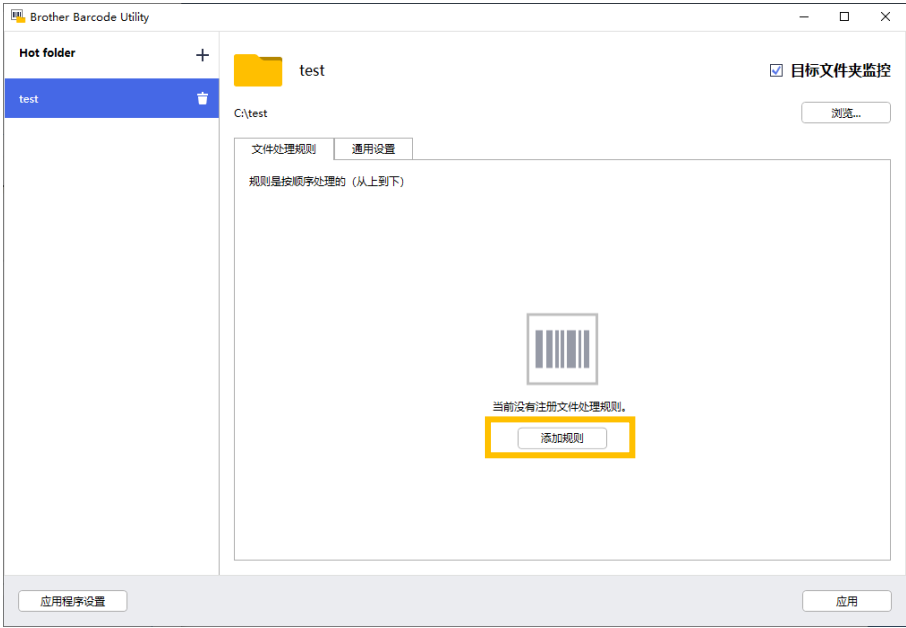 Brother Barcode Utility
Hot folder
test
test
目标文件夹监控
C:\test
浏览...
文件处理规则
通用设置
规则是按顺序处理的（从上到下）
当前没有注册文件处理规则。
添加规则
应用程序设置
应用